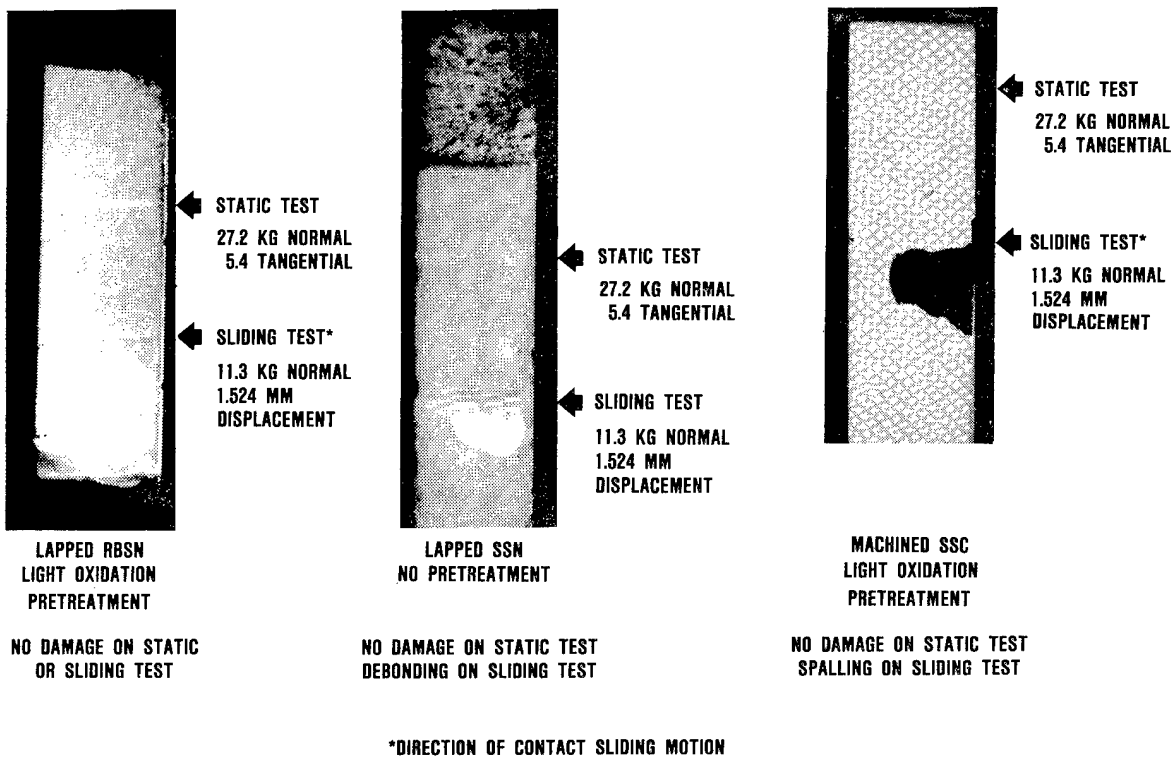 STATIC TEST
27.2 KG NORMAL
5.4 TANGENTIAL
SLIDING TEST*
11.3 KG NORMAL
1.524 MM
DISPLACEMENT
LAPPED RBSN
LIGHT OXIDATION
PRETREATMENT
NO DAMAGE ON STATIC
OR SLIDING TEST
STATIC TEST
27.2 KG NORMAL
5.4 TANGENTIAL
SLIDING TEST
11.3 KG NORMAL
1.524 MM
DISPLACEMENT
LAPPED SSN
NO PRETREATMENT
NO DAMAGE ON STATIC TEST
DEBONDING ON SLIDING TEST
STATIC TEST
27.2 KG NORMAL
5.4 TANGENTIAL
SLIDING TEST*
11.3 KG NORMAL
1.524 MM
DISPLACEMENT
MACHINED SSC
LIGHT OXIDATION
PRETREATMENT
NO DAMAGE ON STATIC TEST
SPALLING ON SLIDING TEST
*DIRECTION OF CONTACT SLIDING MOTION